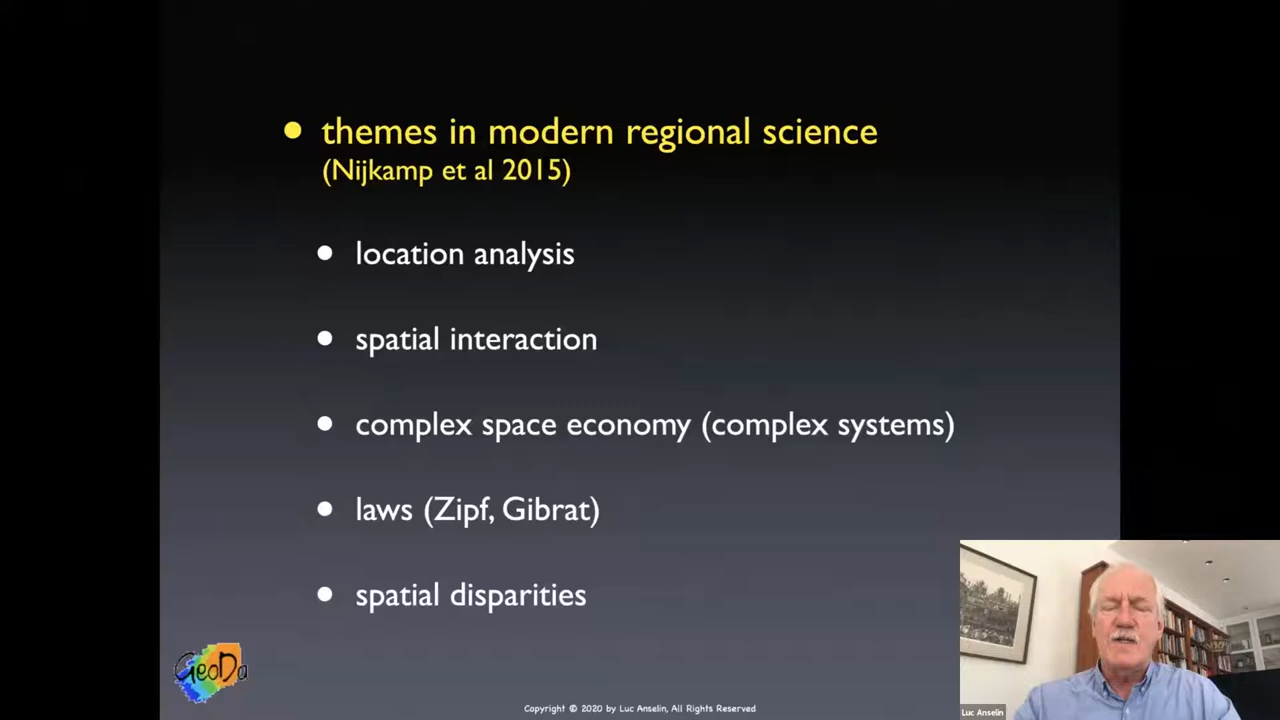 themes in modern regional science
(Nijkamp et al 2015)
location analysis
spatial interaction
complex space economy (complex systems)
laws (Zipf, Gibrat)
spatial disparities
GeoDa
Copyright © 2020 by Luc Anselin, All Rights Reserved
Luc Anselin